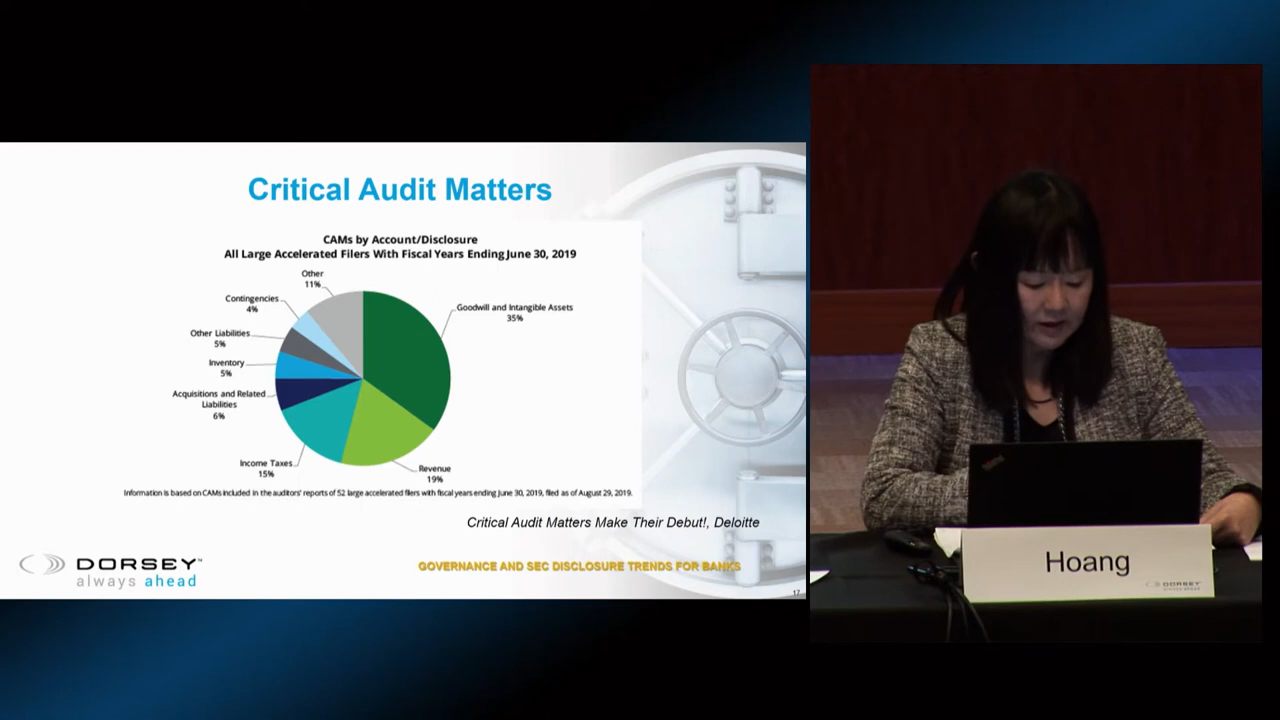 Critical Audit Matters
CAMs by Account/Disclosure
All Large Accelerated Filers With Fiscal Years Ending June 30, 2019
Other
11%
Contingencies
4%
Goodwill and Intangible Assets
35%
Other Liabilities
5%
Inventory
5%
Acquisitions and Related
Liabilities
6%
Income Taxes
15%
Revenue
19%
Information is based on CAMs included in the auditors' reports of 52 large accelerated filers with fiscal years ending June 30, 2019, filed as of August 29, 2019.
Critical Audit Matters Make Their Debut!, Deloitte
DORSEY™
always ahead
GOVERNANCE AND SEC DISCLOSURE TRENDS FOR BANKS
17
Hoang
DORSEY